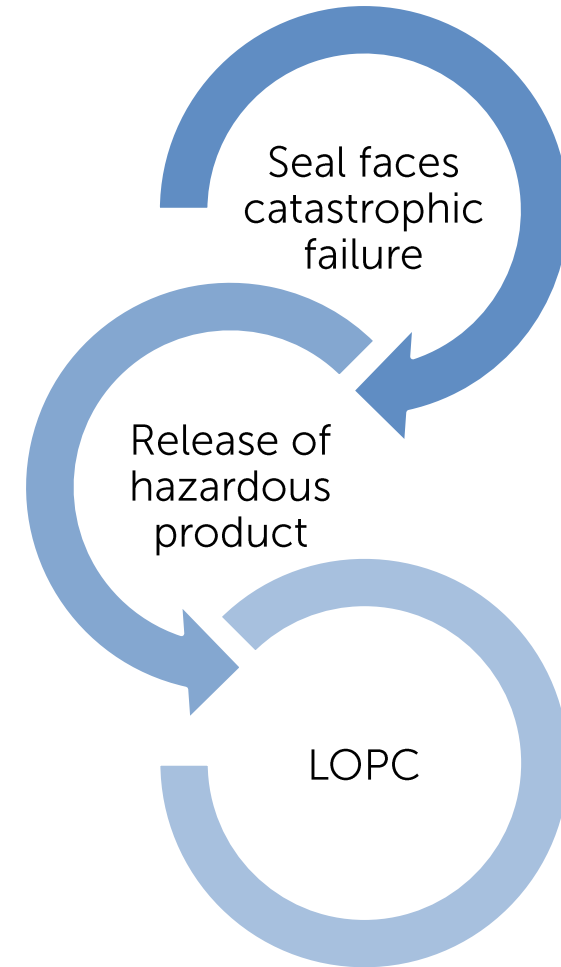 Seal faces
catastrophic
failure
Release of
hazardous
product
LOPC